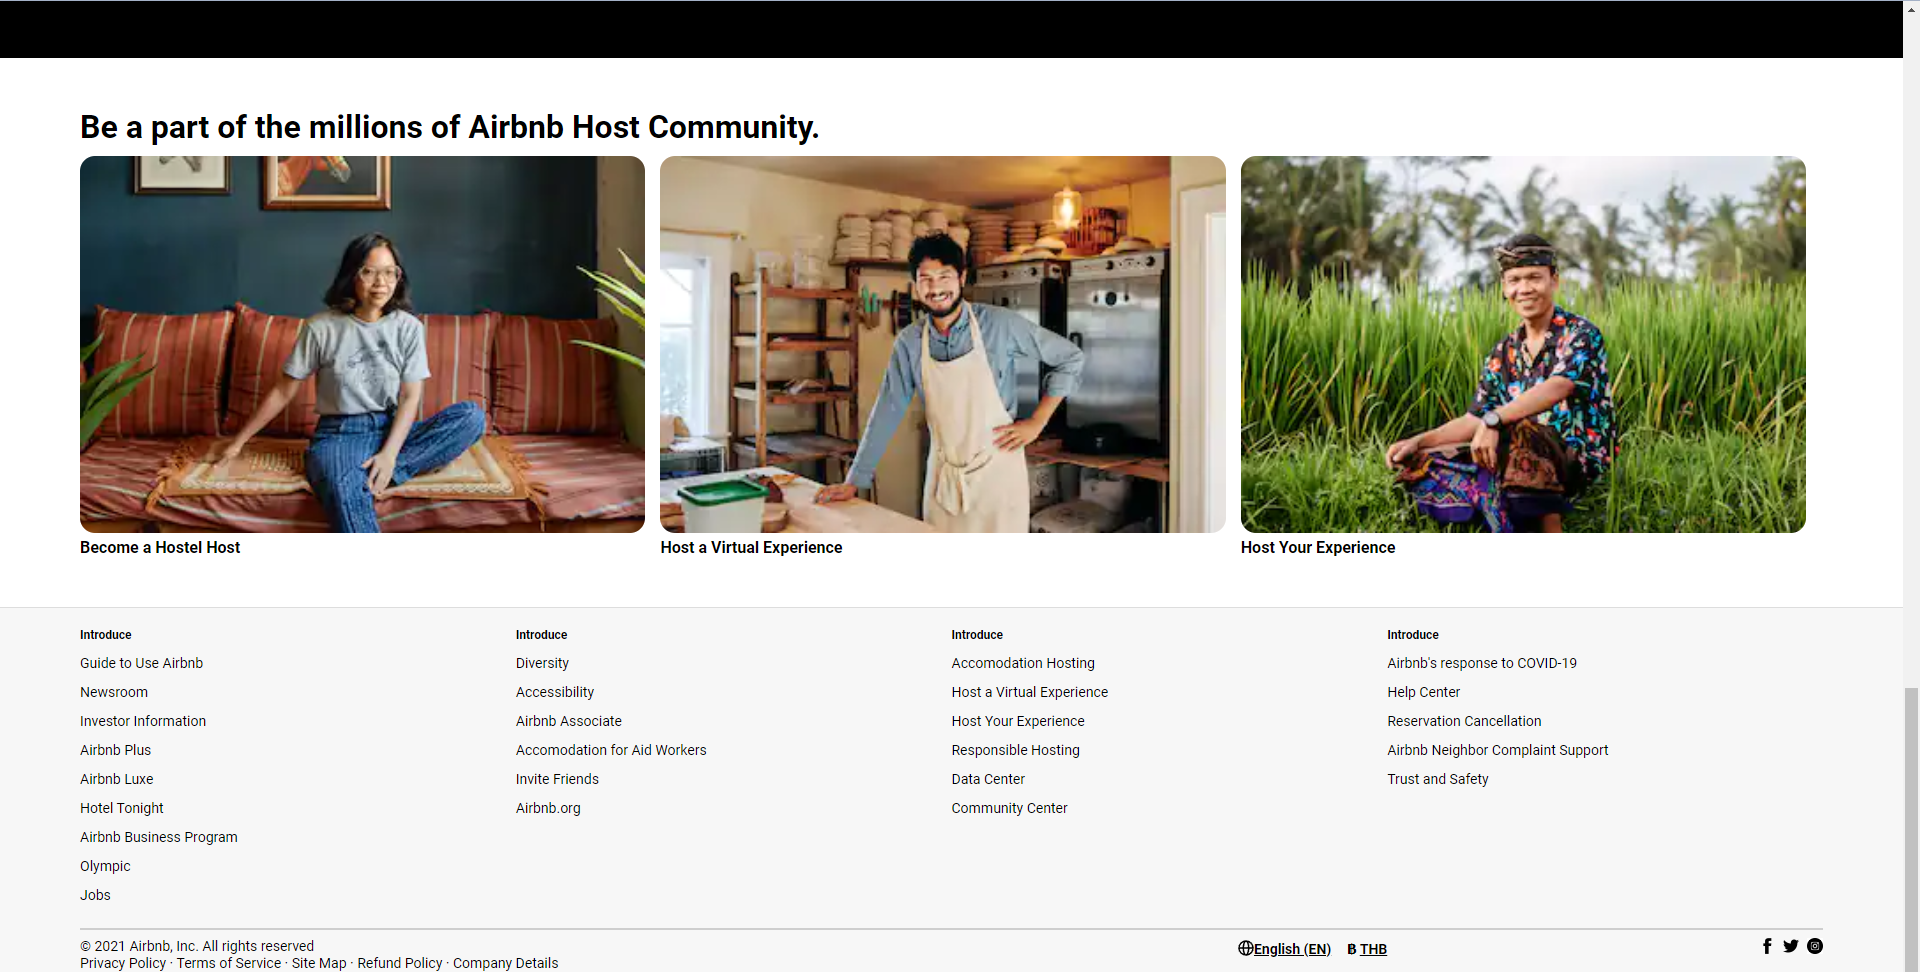 Be a part of the millions of Airbnb Host Community.
Become a Hostel Host
Host a Virtual Experience
Host Your Experience
Introduce
Guide to Use Airbnb
Newsroom
Investor Information
Airbnb Plus
Airbnb Luxe
Hotel Tonight
Airbnb Business Program
Olympic
Jobs
Introduce
Diversity
Accessibility
Airbnb Associate
Accomodation for Aid Workers
Invite Friends
Airbnb.org
Introduce
Accomodation Hosting
Host a Virtual Experience
Host Your Experience
Responsible Hosting
Data Center
Community Center
Introduce
Airbnb's response to COVID-19
Help Center
Reservation Cancellation
Airbnb Neighbor Complaint Support
Trust and Safety
© 2021 Airbnb, Inc. All rights reserved
Privacy Policy · Terms of Service · Site Map · Refund Policy · Company Details
English (EN)
฿ THB